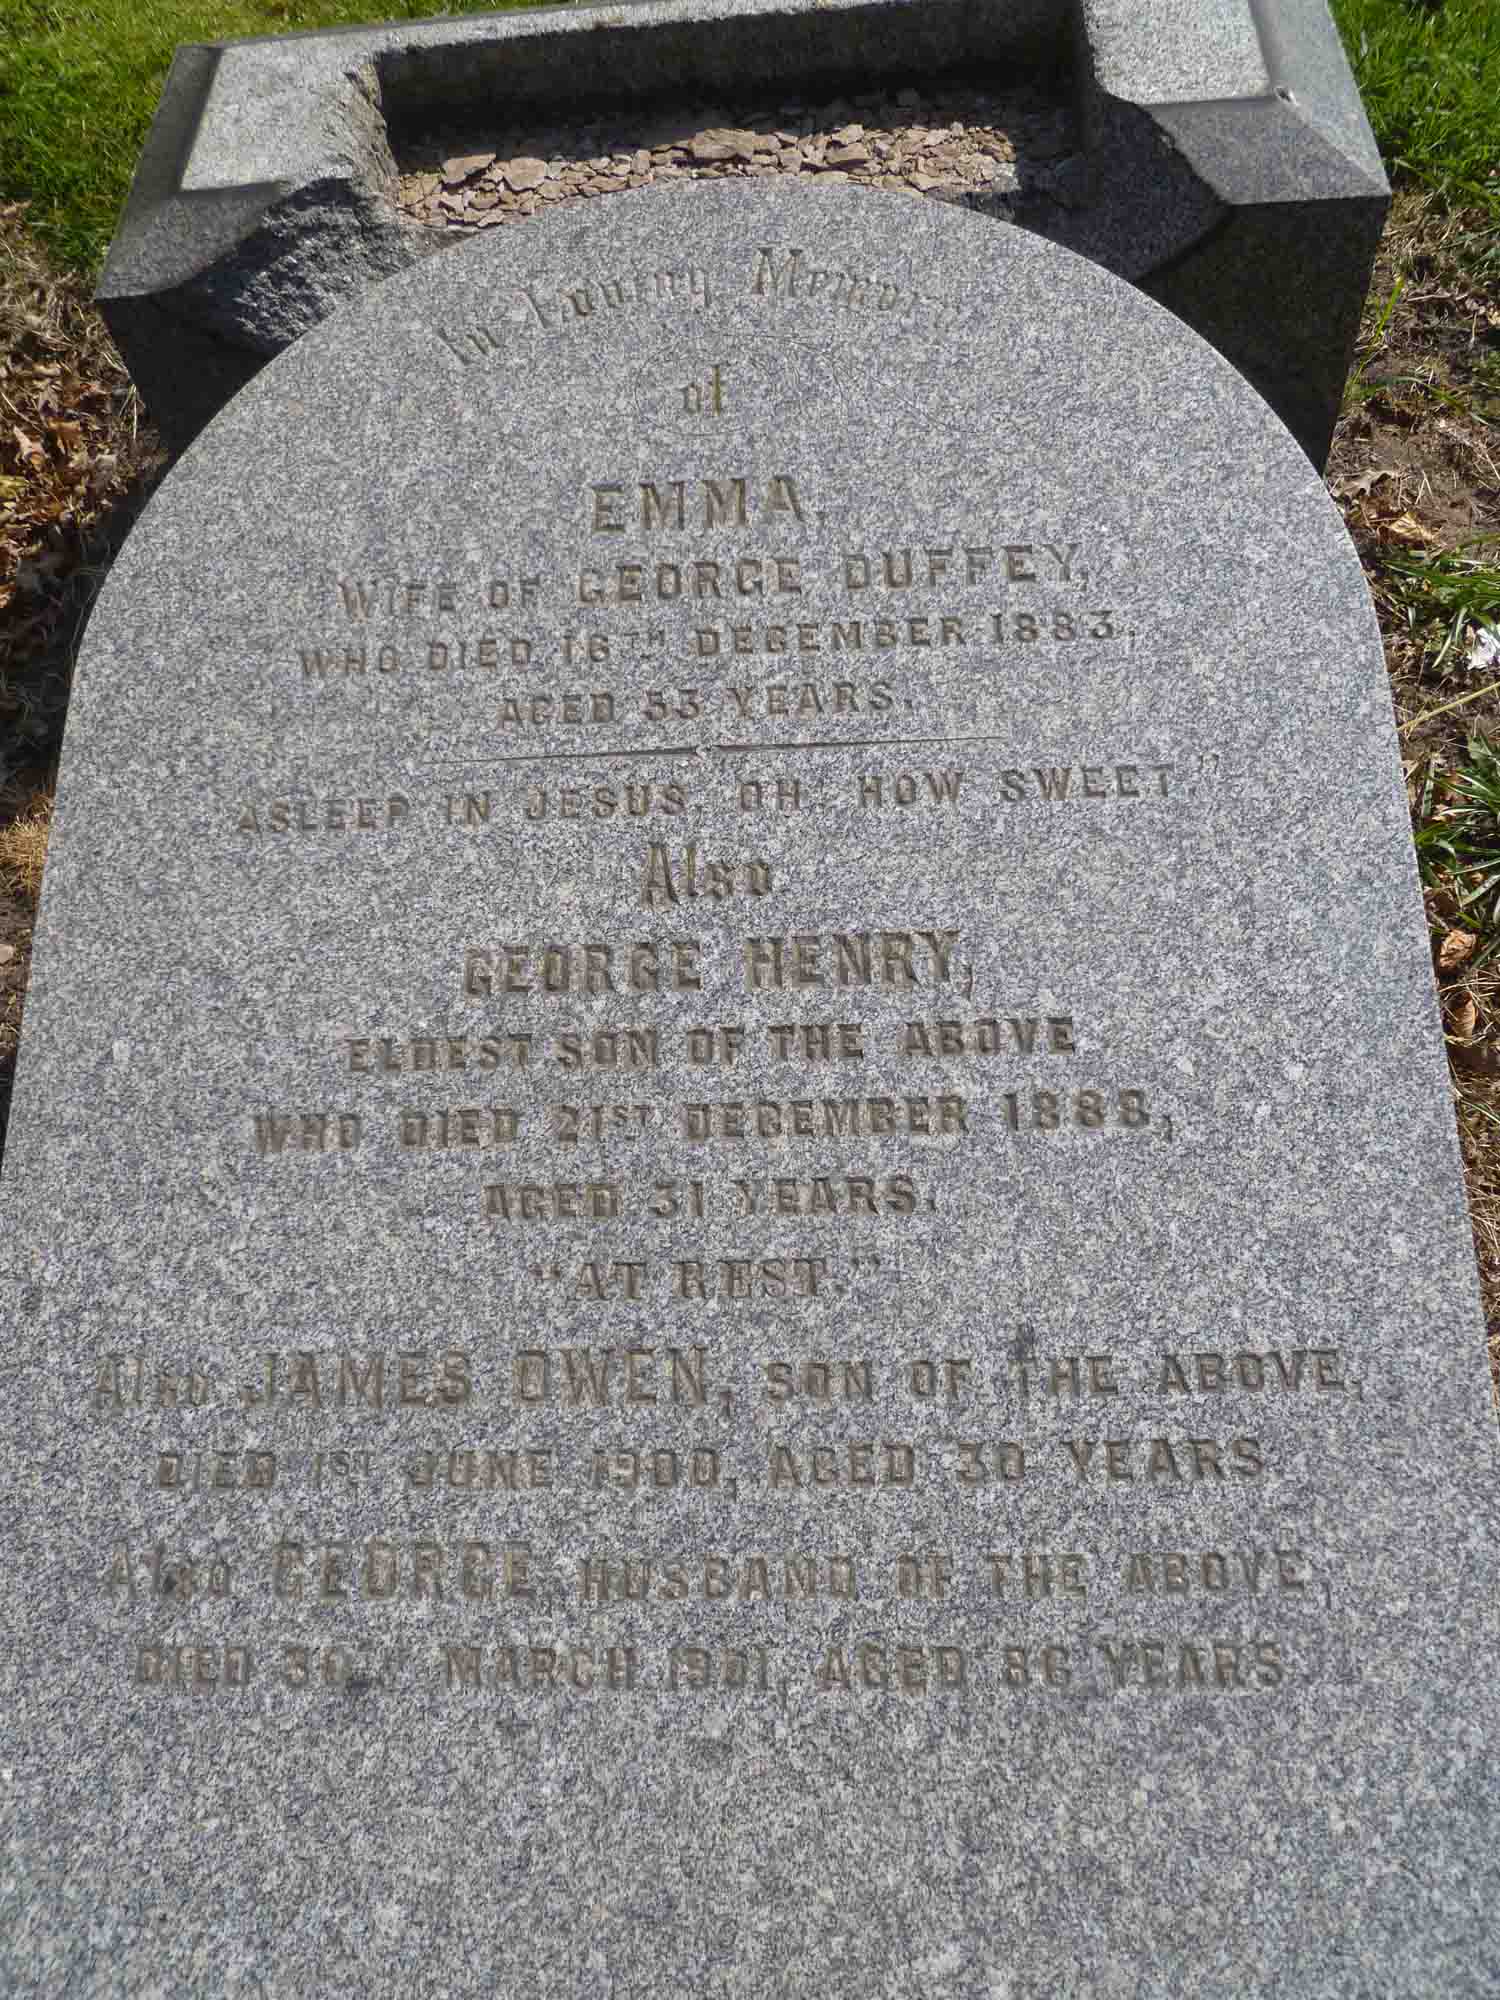 In Loving Memory
of
EMMA,
WIFE OF GEORGE DUFFEY,
WHO DIED 16TH DECEMBER 1883,
AGED 53 YEARS.
ASLEEP IN JESUS, OH, HOW SWEET"
Also
GEORGE HENRY,
ELDEST SON OF THE ABOVE
WHO DIED 21ST DECEMBER 1888,
AGED 31 YEARS.
"AT REST."
Also JAMES OWEN, SON OF THE ABOVE,
DIED 1ST JUNE 1900, AGED 30 YEARS
Also GEORGE, HUSBAND OF THE ABOVE,
DIED 30TH MARCH 1901, AGED 86 YEARS